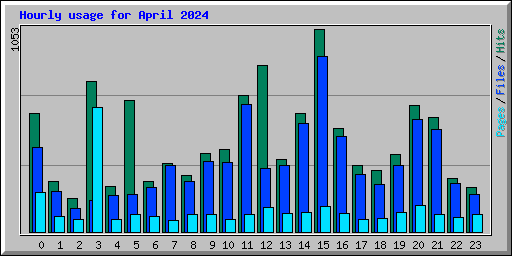 Hourly usage for April 2024
1053
Pages/Files/Hits
0 1 2 3 4 5 6 7 8 9 10 11 12 13 14 15 16 17 18 19 20 21 22 23